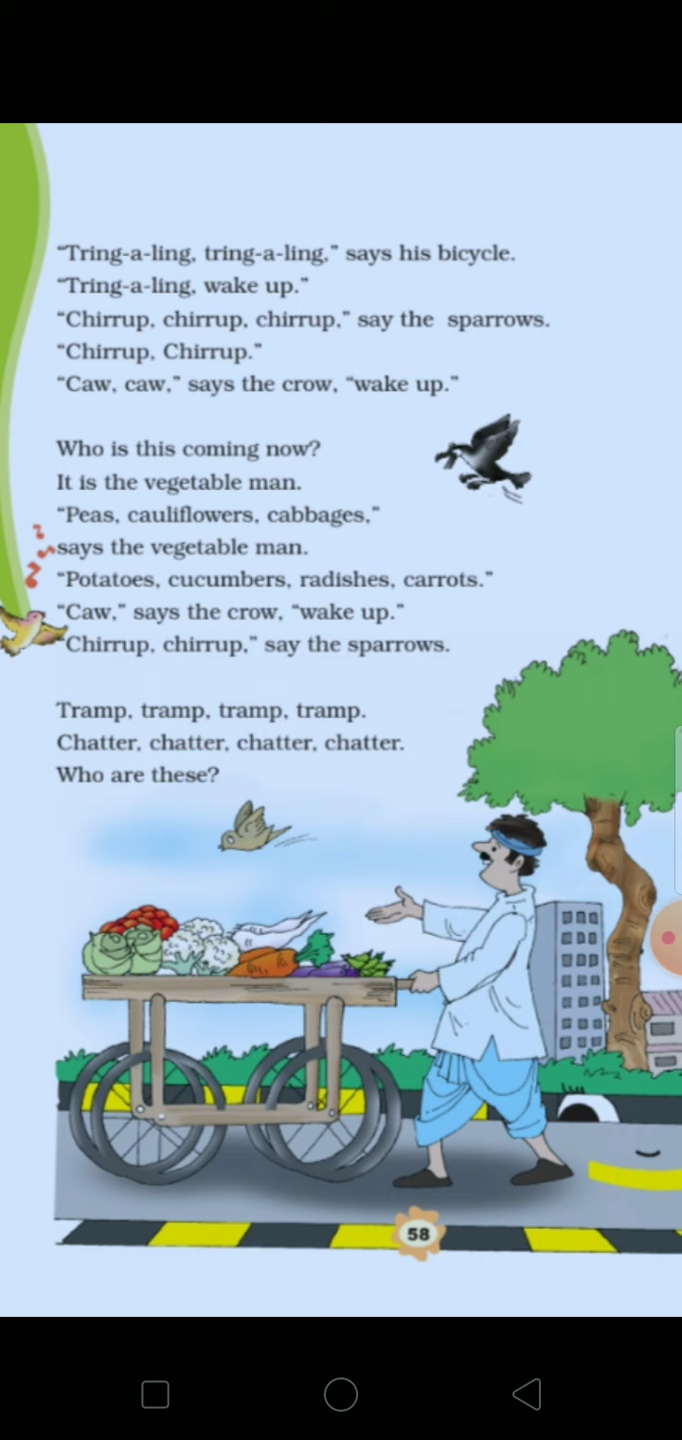 “Tring-a-ling, tring-a-ling,” says his bicycle.
“Tring-a-ling, wake up.”
“Chirrup, chirrup, chirrup,” say the sparrows.
“Chirrup, Chirrup.”
“Caw, caw,” says the crow, “wake up.”
Who is this coming now?
It is the vegetable man.
“Peas, cauliflowers, cabbages,”
says the vegetable man.
“Potatoes, cucumbers, radishes, carrots.”
“Caw,” says the crow, “wake up.”
“Chirrup, chirrup,” say the sparrows.
Tramp, tramp, tramp, tramp.
Chatter, chatter, chatter, chatter.
Who are these?
58